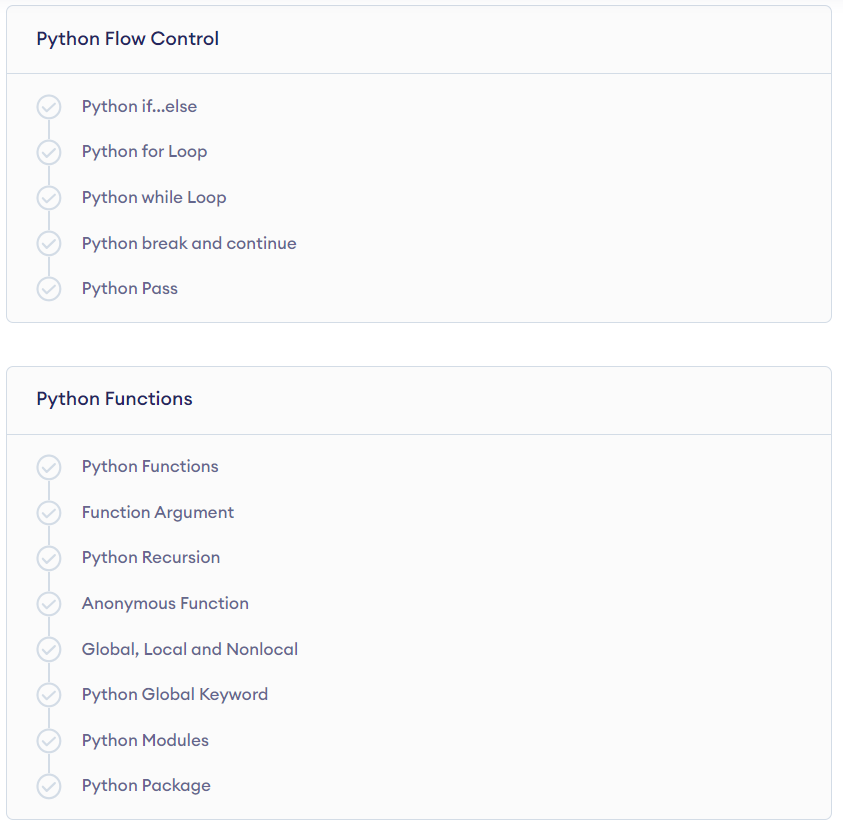 Python Flow Control
Python if...else
Python for Loop
Python while Loop
Python break and continue
Python Pass
Python Functions
Python Functions
Function Argument
Python Recursion
Anonymous Function
Global, Local and Nonlocal
Python Global Keyword
Python Modules
Python Package